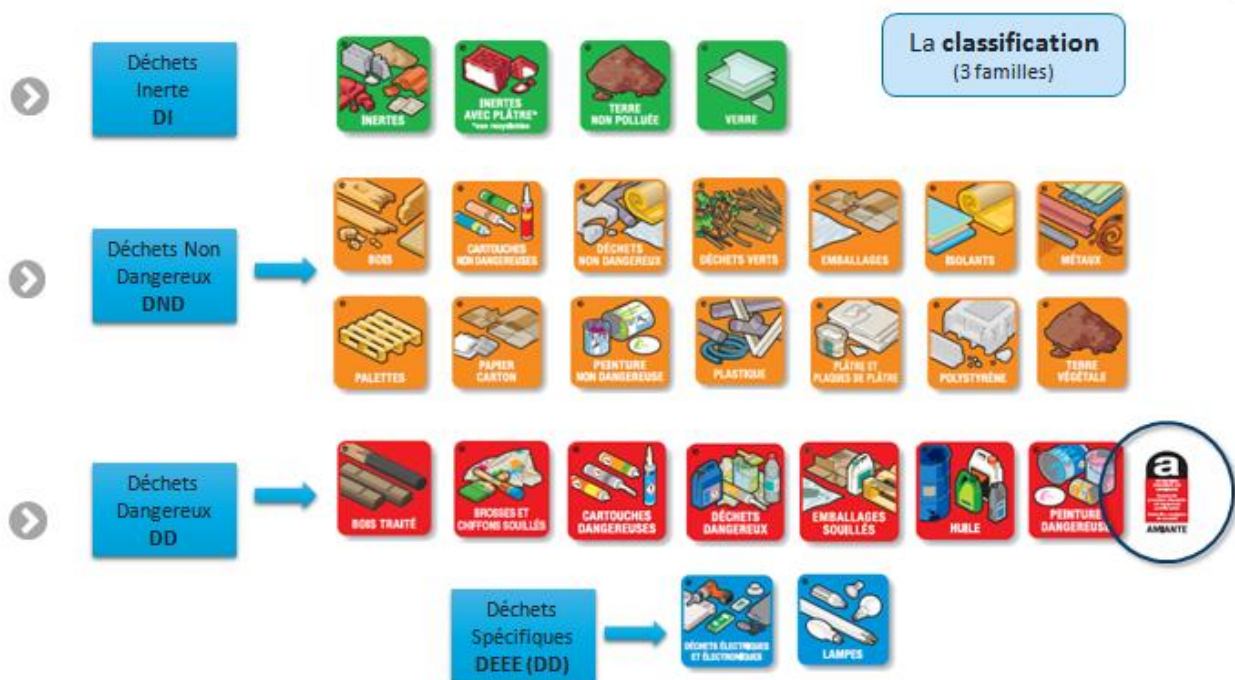 La classification
(3 familles)
Déchets
Inerte
DI
INERTES
INERTES
AVEC PLÂTRE*
*non recyclables
TERRE
NON POLLUÉE
VERRE
Déchets Non
Dangereux
DND
BOIS
CARTOUCHES
NON DANGEREUSES
DÉCHETS
NON DANGEREUX
DÉCHETS VERTS
EMBALLAGES
ISOLANTS
MÉTAUX
PALETTES
PAPIER
CARTON
PEINTURE
NON DANGEREUSE
PLASTIQUE
PLÂTRE ET
PLAQUES DE PLÂTRE
POLYSTYRÈNE
TERRE
VÉGÉTALE
Déchets
Dangereux
DD
BOIS TRAITÉ
BROSSES ET
CHIFFONS SOUILLÉS
CARTOUCHES
DANGEREUSES
DÉCHETS
DANGEREUX
EMBALLAGES
SOUILLÉS
HUILE
PEINTURE
DANGEREUSE
a
AMIANTE
Déchets
Spécifiques
DEEE (DD)
DÉCHETS ÉLECTRIQUES
ET ÉLECTRONIQUES
LAMPES